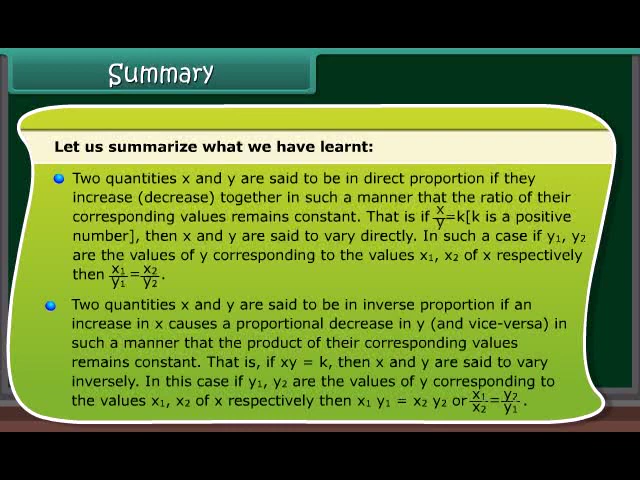 Summary
Let us summarize what we have learnt:
Two quantities x and y are said to be in direct proportion if they
increase (decrease) together in such a manner that the ratio of their
corresponding values remains constant. That is if x/y=k[k is a positive
number], then x and y are said to vary directly. In such a case if y₁, y₂
are the values of y corresponding to the values x₁, x₂ of x respectively
then x₁/y₁=x₂/y₂.
Two quantities x and y are said to be in inverse proportion if an
increase in x causes a proportional decrease in y (and vice-versa) in
such a manner that the product of their corresponding values
remains constant. That is, if xy = k, then x and y are said to vary
inversely. In this case if y₁, y₂ are the values of y corresponding to
the values x₁, x₂ of x respectively then x₁ y₁ = x₂ y₂ or x₁/x₂=y₂/y₁.